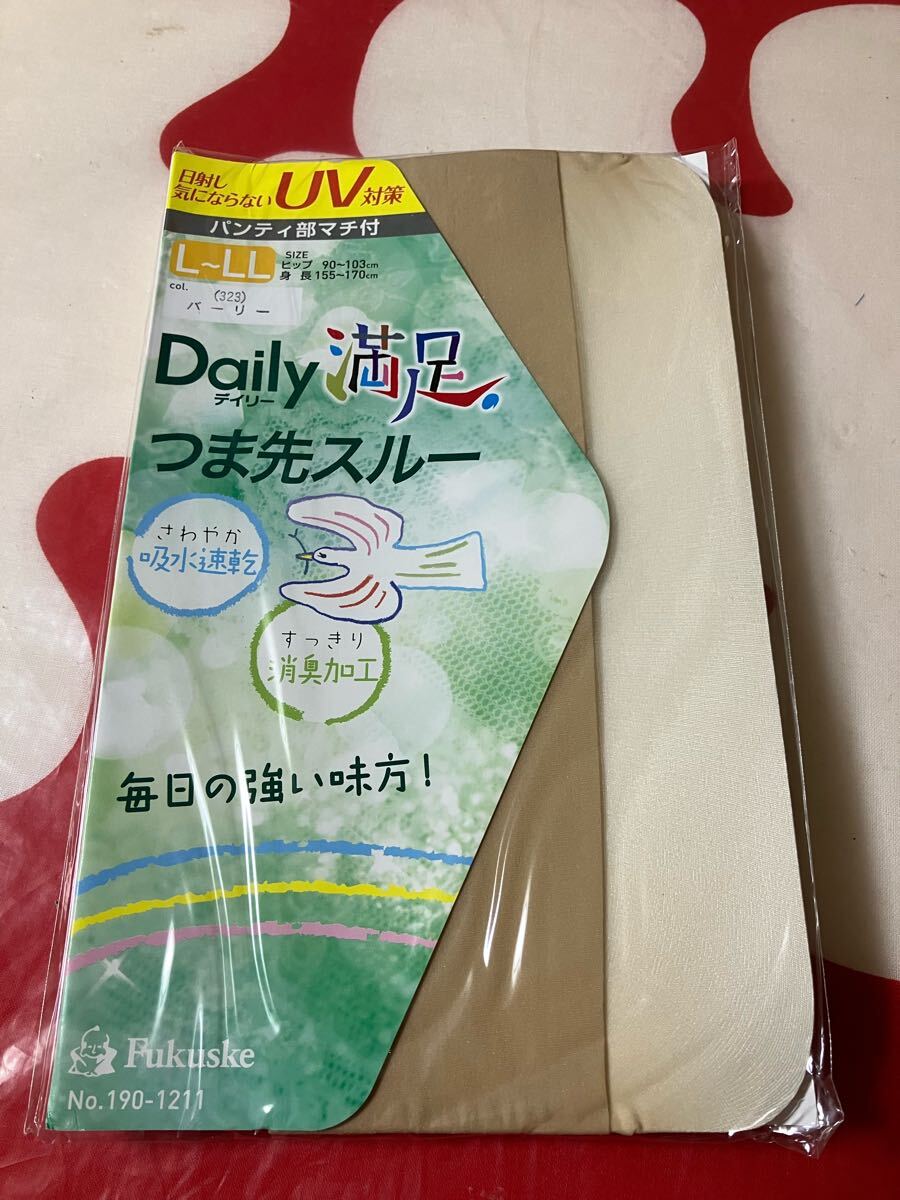 日射し
気にならない UV 対策
パンティ部マチ付
L~LL
SIZE
ヒップ 90~103cm
身長 155~170cm
col.
(323)
バーリー
Daily 満足。
デイリー
つま先スルー
さわやか
吸水速乾
すっきり
消臭加工
毎日の強い味方!
Fukuske
No.190-1211